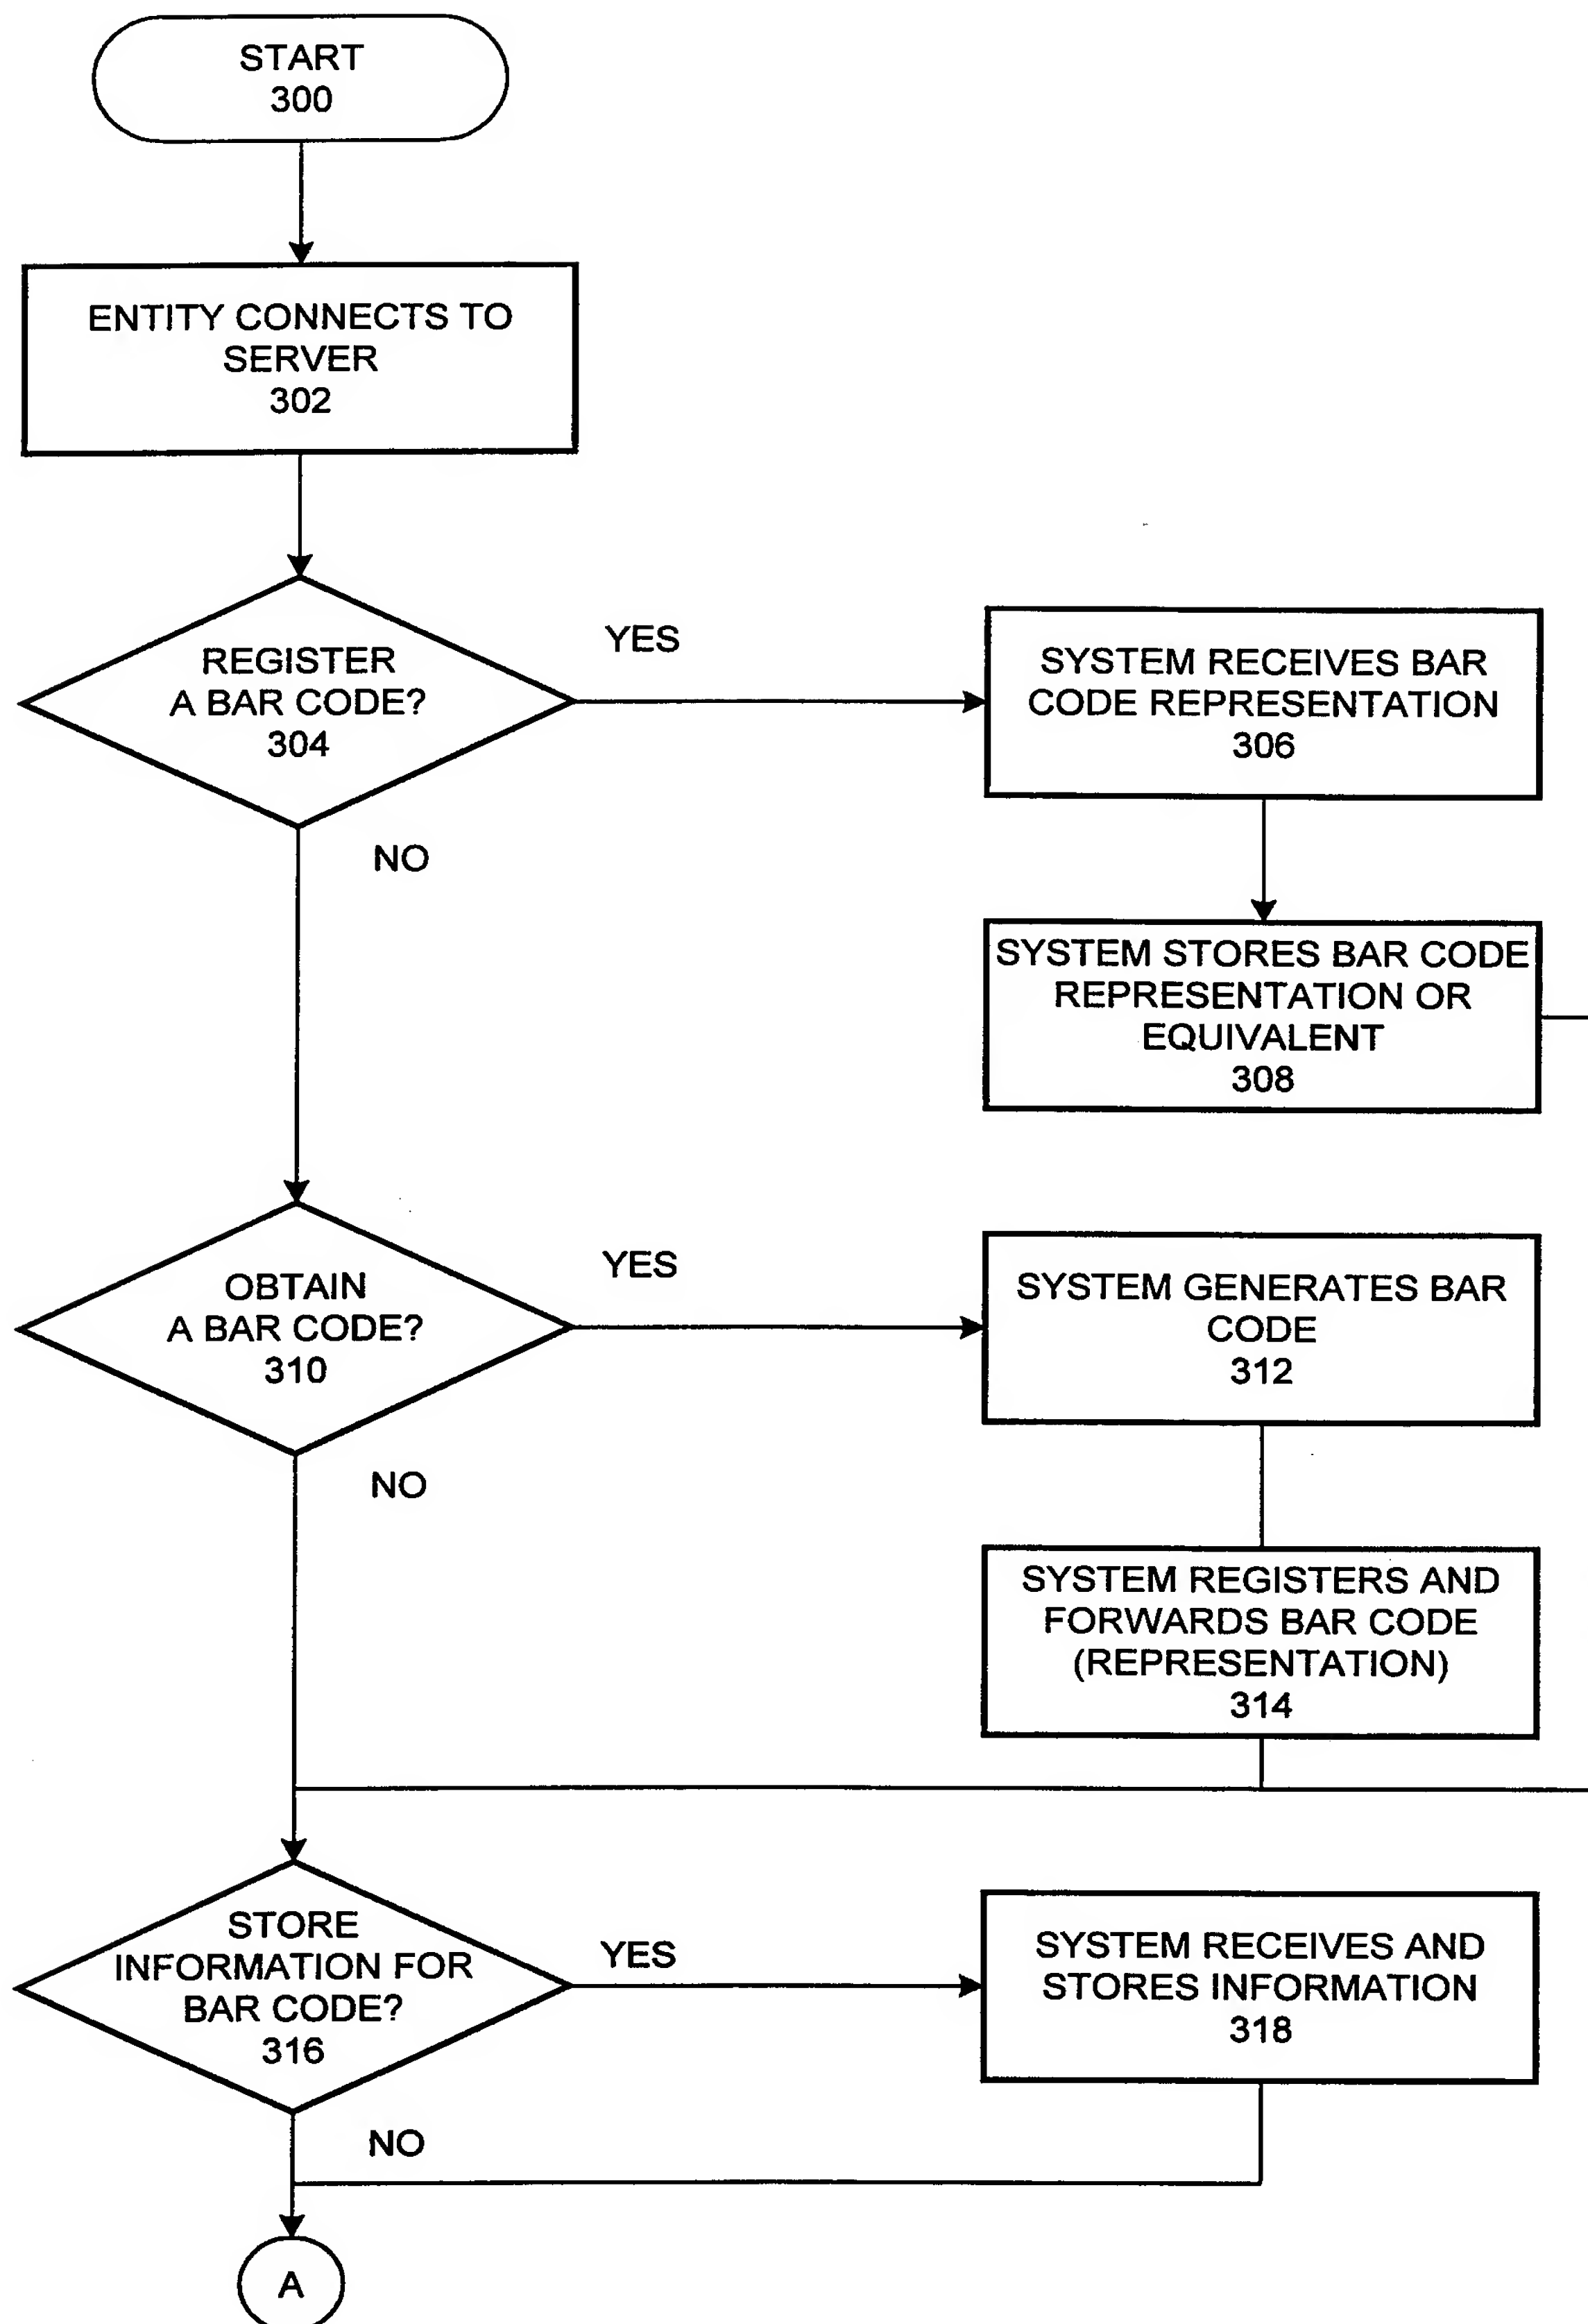 START
300
ENTITY CONNECTS TO
SERVER
302
REGISTER
A BAR CODE?
304
YES
NO
SYSTEM RECEIVES BAR
CODE REPRESENTATION
306
SYSTEM STORES BAR CODE
REPRESENTATION OR
EQUIVALENT
308
OBTAIN
A BAR CODE?
310
YES
NO
SYSTEM GENERATES BAR
CODE
312
SYSTEM REGISTERS AND
FORWARDS BAR CODE
(REPRESENTATION)
314
STORE
INFORMATION FOR
BAR CODE?
316
YES
NO
SYSTEM RECEIVES AND
STORES INFORMATION
318
A